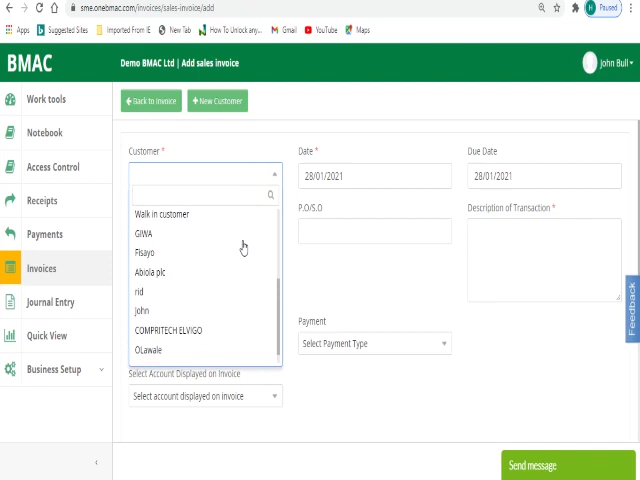 sme.onebmac.com/invoices/sales-invoice/add
H Paused
Apps Suggested Sites Imported From IE New Tab How To Unlock any... Gmail YouTube Maps
BMAC Demo BMAC Ltd | Add sales invoice John Bull
Work tools
Notebook
Access Control
Receipts
Payments
Invoices
Journal Entry
Quick View
Business Setup
Back to Invoice + New Customer
Customer * Date * Due Date
28/01/2021 28/01/2021
P.O/S.O Description of Transaction *
Walk in customer
GIWA
Fisayo
Abiola plc
rid
John
COMPRITECH ELVIGO
OLawale
Payment
Select Payment Type
Select Account Displayed on Invoice
Select account displayed on invoice
Feedback
Send message